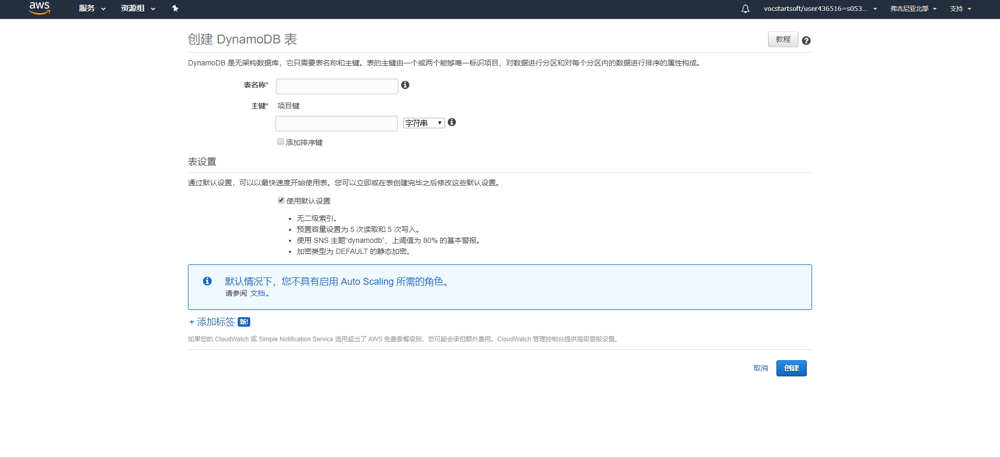 aws 服务 资源组 vocstartsoft/user436516=s053... 弗吉尼亚北部 支持
创建 DynamoDB 表 教程
DynamoDB 是无架构数据库，它只需要表名称和主键。表的主键由一个或两个能够唯一标识项目、对数据进行分区和对每个分区内的数据进行排序的属性构成。
表名称*
主键* 项目键
字符串
添加排序键
表设置
通过默认设置，可以以最快速度开始使用表。您可以立即或在表创建完毕之后修改这些默认设置。
使用默认设置
• 无二级索引。
• 预置容量设置为 5 次读取和 5 次写入。
• 使用 SNS 主题“dynamodb”、上阈值为 80% 的基本警报。
• 加密类型为 DEFAULT 的静态加密。
默认情况下，您不具有启用 Auto Scaling 所需的角色。
请参阅 文档。
+ 添加标签 新!
如果您的 CloudWatch 或 Simple Notification Service 适用超出了 AWS 免费套餐级别，您可能会承担额外费用。CloudWatch 管理控制台提供高级警报设置。
取消 创建